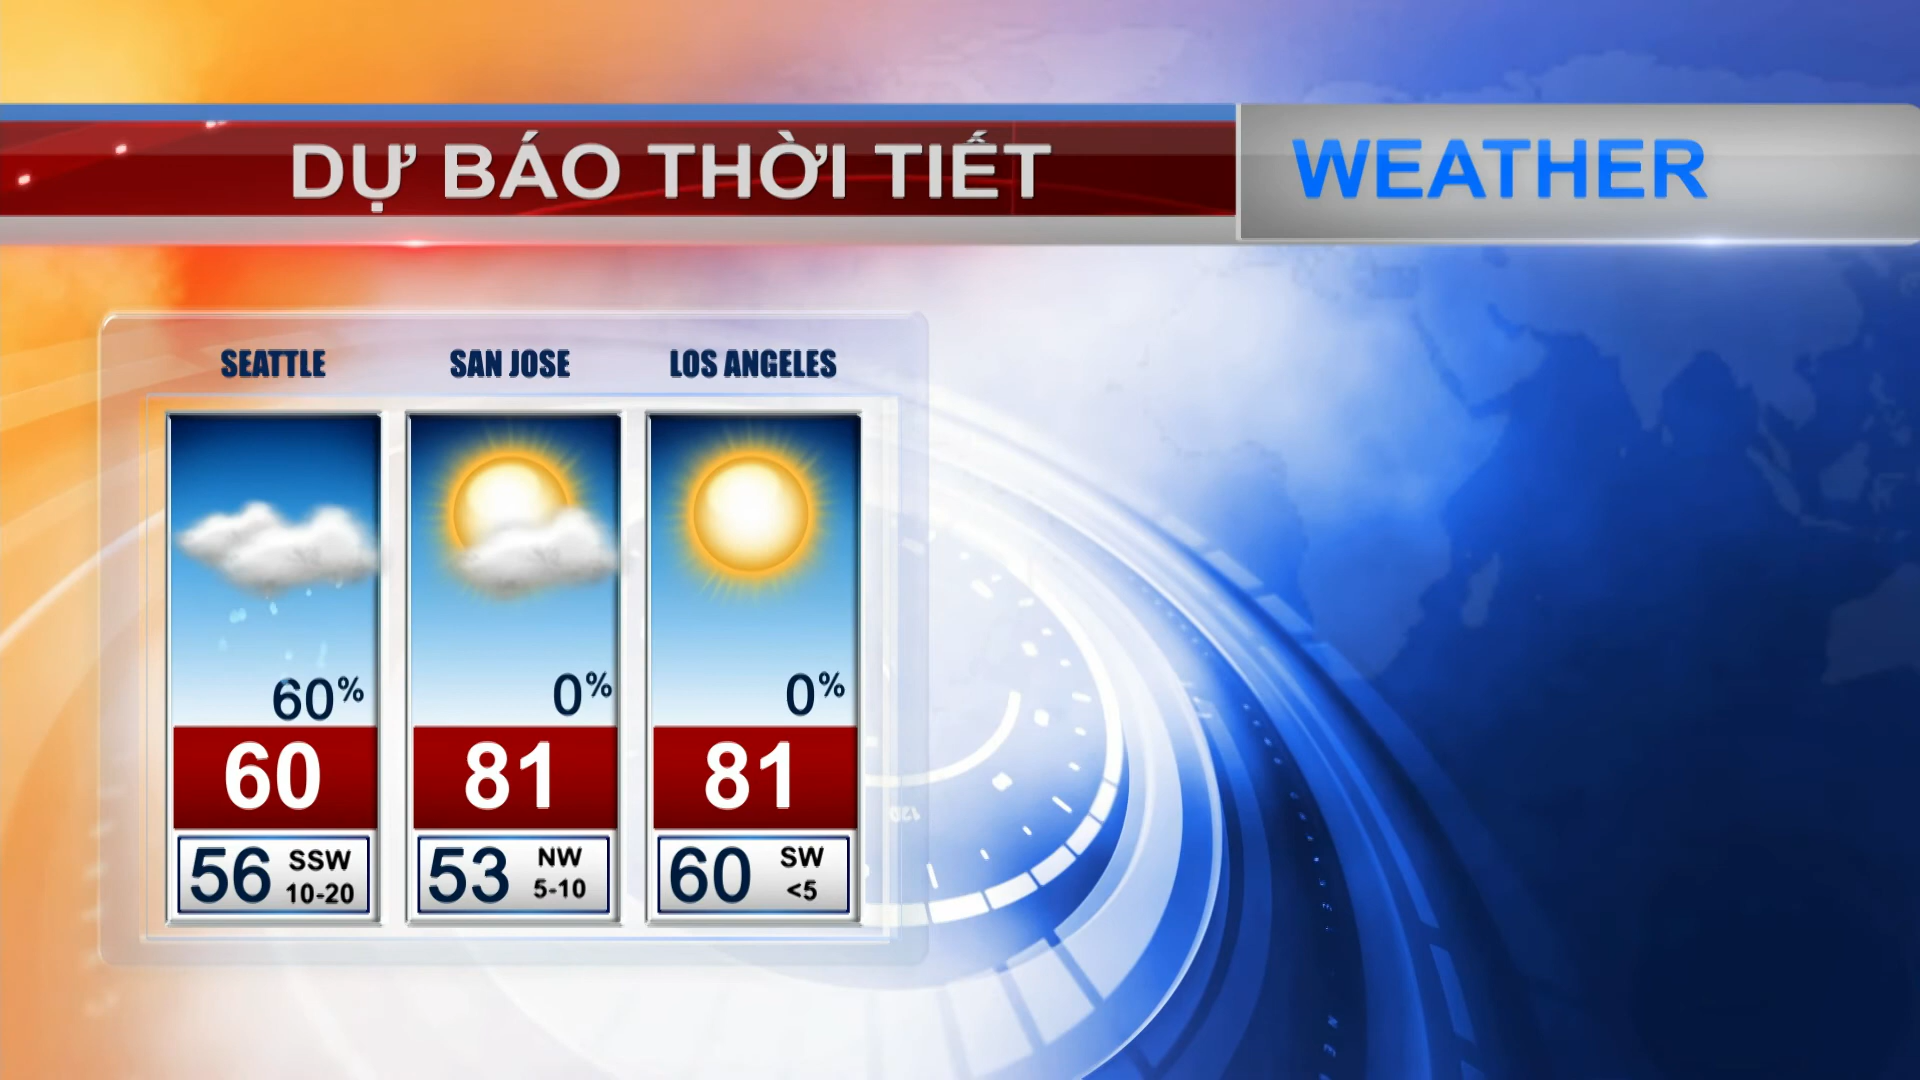 DỰ BÁO THỜI TIẾT
WEATHER
SEATTLE SAN JOSE LOS ANGELES
60% 0% 0%
60 81 81
56 SSW 10-20
53 NW 5-10
60 SW <5